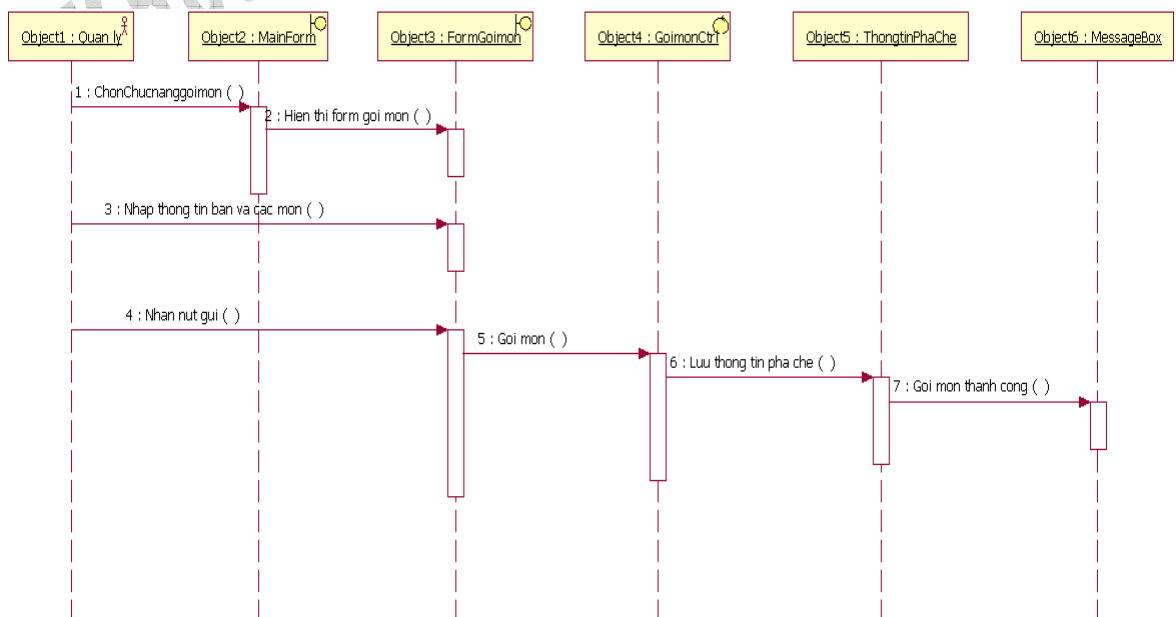 Object1 : Quan ly
Object2 : MainForm
Object3 : FormGoimon
Object4 : GoimonCtrl
Object5 : ThongtinPhaChe
Object6 : MessageBox
1 : ChonChucnanggoimon ( )
2 : Hien thi form goi mon ( )
3 : Nhap thong tin ban va cac mon ( )
4 : Nhan nut gui ( )
5 : Goi mon ( )
6 : Luu thong tin pha che ( )
7 : Goi mon thanh cong ( )